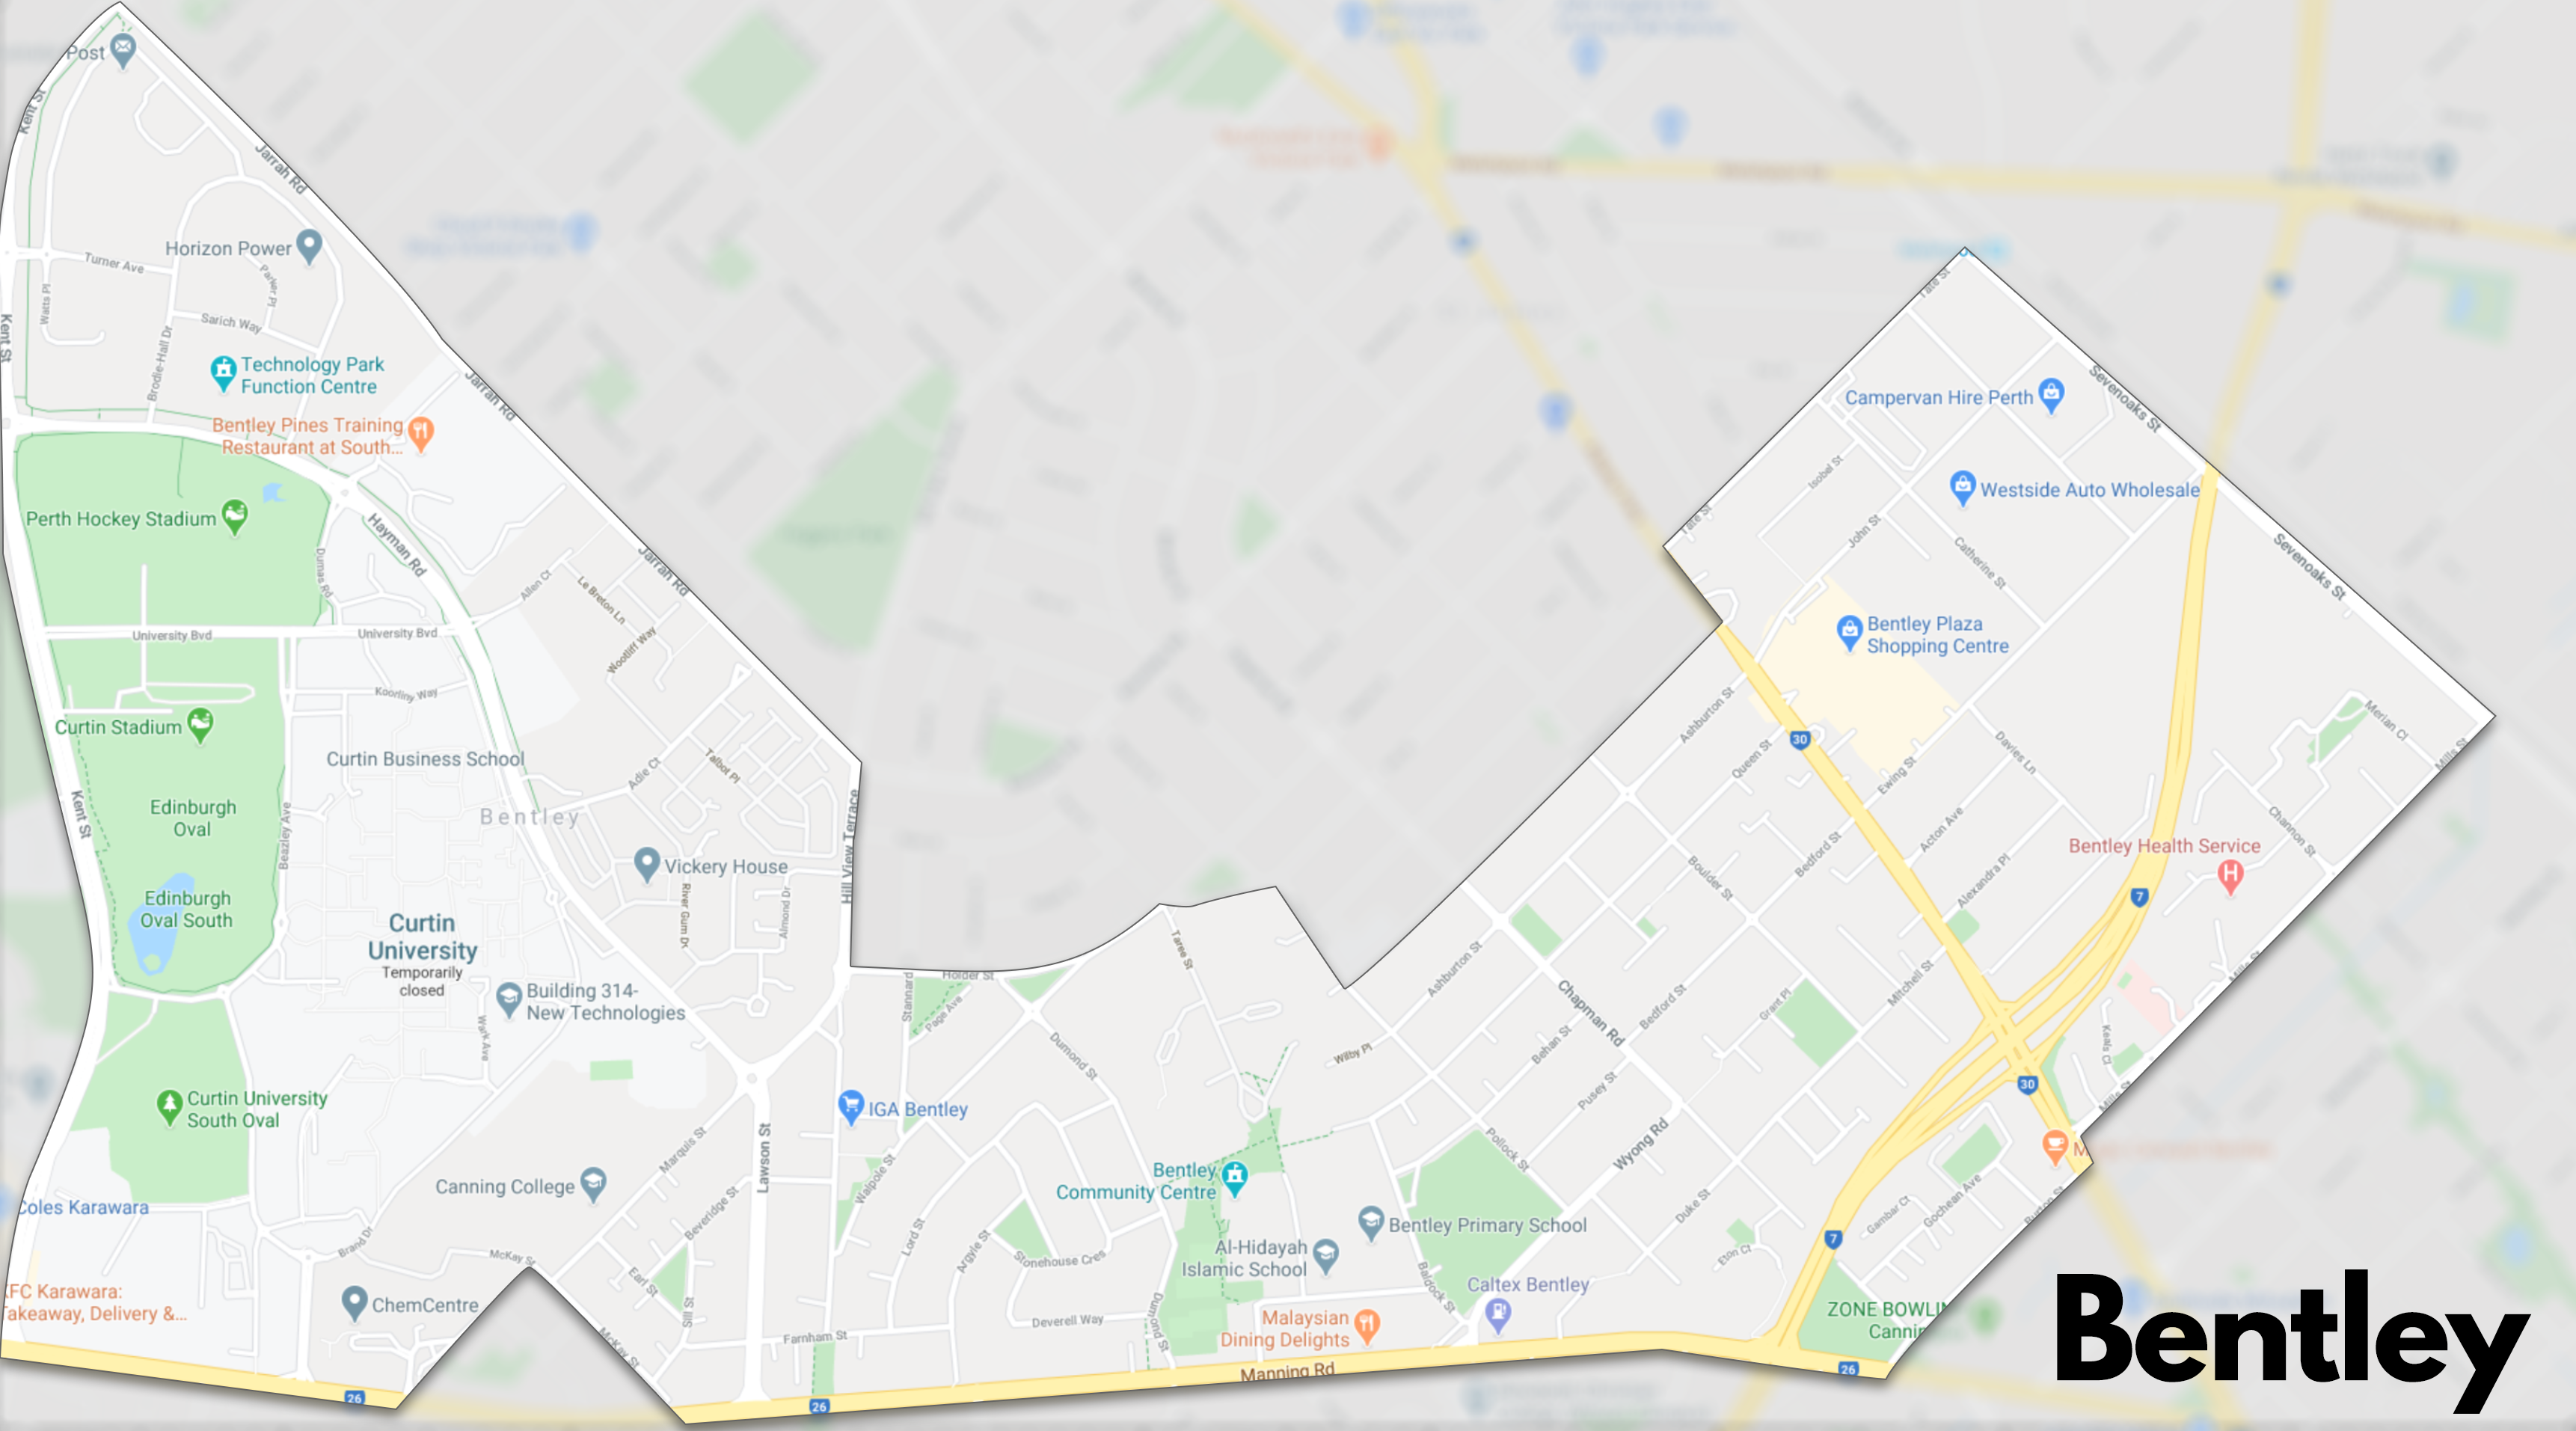 Post
Kent St
Jarrah Rd
Horizon Power
Turner Ave
Parker Pl
Watts Pl
Sarich Way
Kent St
Brodie-Hall Dr
Technology Park
Function Centre
Jarrah Rd
Bentley Pines Training
Restaurant at South...
Perth Hockey Stadium
Hayman Rd
Dumas Rd
Allen Ct
Le Breton Ln
Jarrah Rd
University Bvd
University Bvd
Wootliff Way
Koorliny Way
Curtin Stadium
Curtin Business School
Adie Ct
Talbot Pl
Kent St
Edinburgh
Oval
Bentley
Beazley Ave
Hill View Terrace
Vickery House
Edinburgh
Oval South
River Gum Dr
Almond Dr
Curtin
University
Temporarily
closed
Building 314-
New Technologies
Wark Ave
Curtin University
South Oval
Canning College
Marquis St
Lawson St
Coles Karawara
Beveridge St
Brand Dr
McKay St
Earl St
Sill St
McKay St
FC Karawara:
Takeaway, Delivery &...
ChemCentre
26
Stannard
Holder St
Page Ave
Taree St
Dumond St
IGA Bentley
Walpole St
Lord St
Argyle St
Stonehouse Cres
Bentley
Community Centre
Al-Hidayah
Islamic School
Bentley Primary School
Farnham St
Deverell Way
Dumond St
Malaysian
Dining Delights
Caltex Bentley
Baldock St
Manning Rd
26
Wilby Pl
Ashburton St
Chapman Rd
Behan St
Bedford St
Pusey St
Pollock St
Wyong Rd
Duke St
Eton Ct
Grant Pl
Mitchell St
Tate St
Tate St
Sevenoaks St
Campervan Hire Perth
Isobel St
Westside Auto Wholesale
John St
Catherine St
Sevenoaks St
Bentley Plaza
Shopping Centre
Ashburton St
Queen St
30
Ewing St
Davies Ln
Merian Cl
Mills St
Boulder St
Bedford St
Acton Ave
Alexandra Pl
Channon St
Bentley Health Service
H
7
Mills St
Keals Ct
30
Mills St
M
7
Gambar Ct
Gochean Ave
Burton St
ZONE BOWLIN
Cannin
26
Bentley